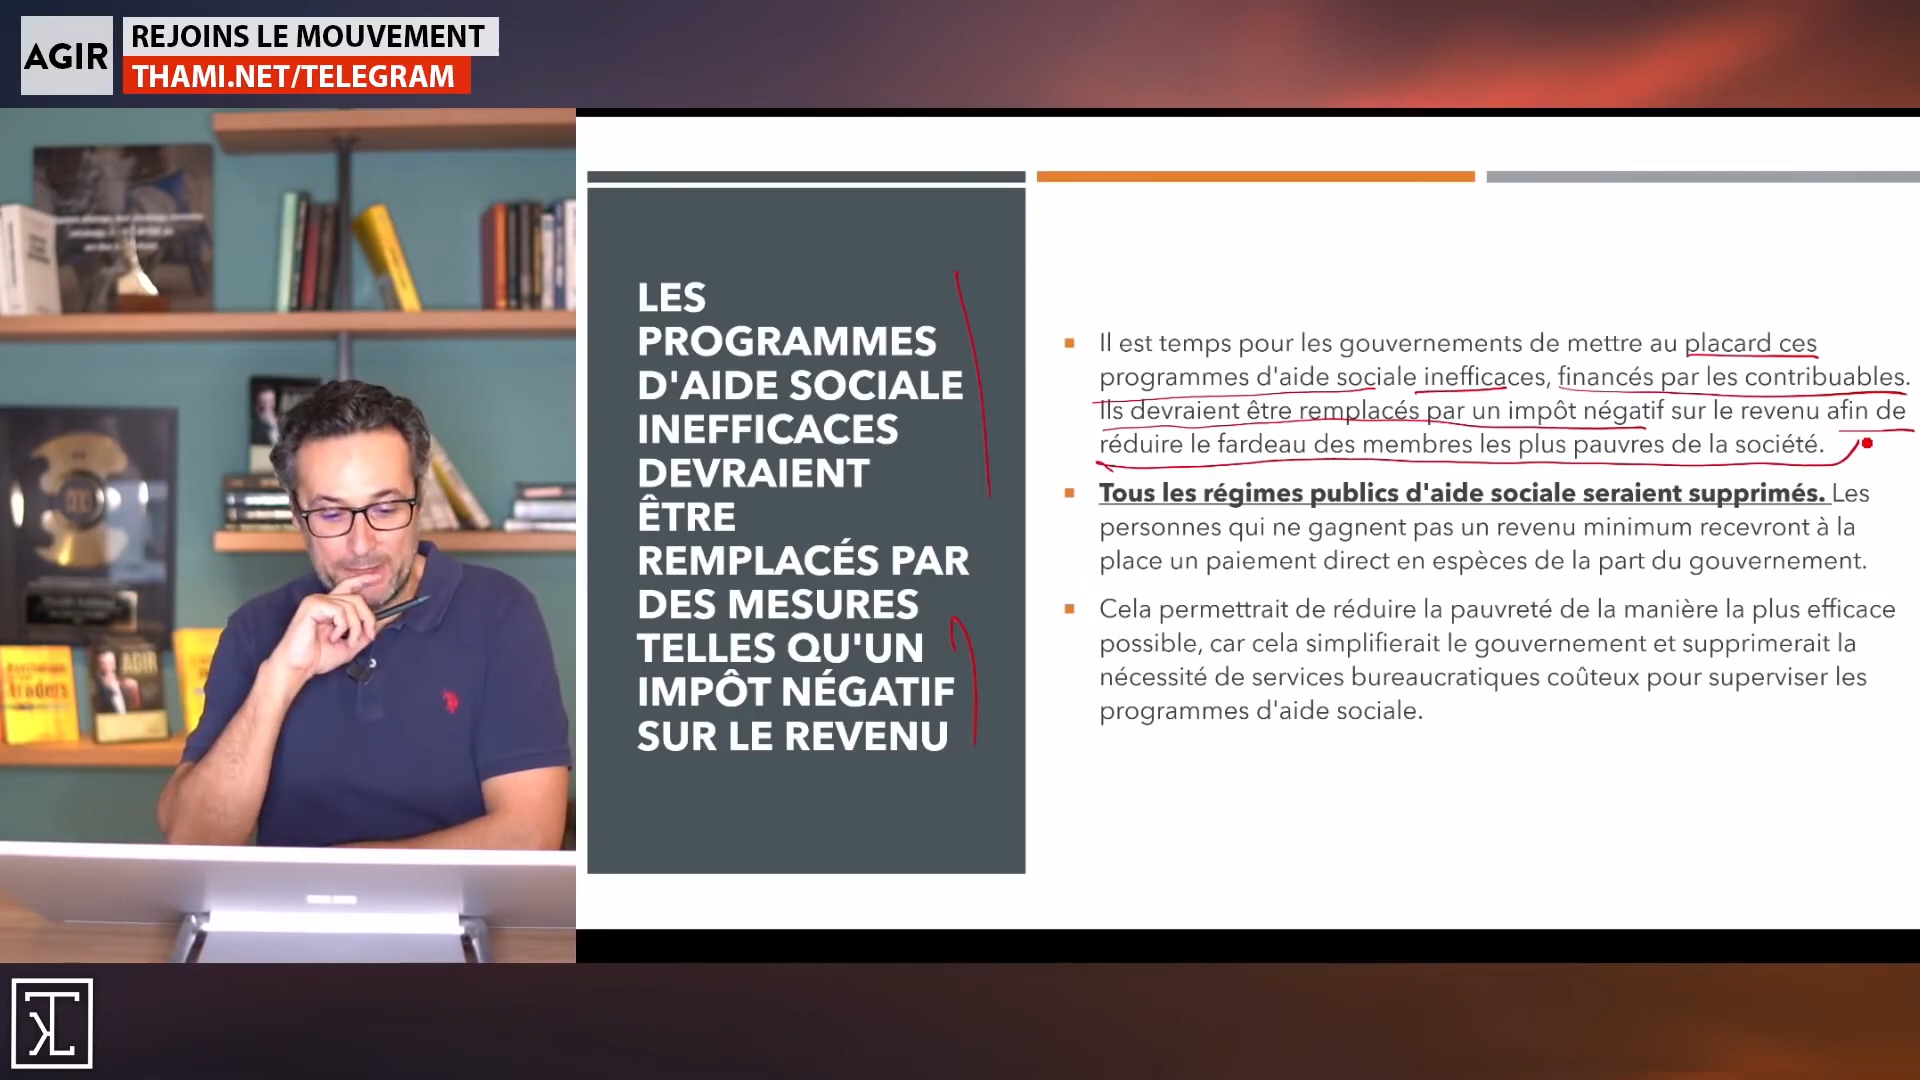 AGIR
REJOINS LE MOUVEMENT
THAMI.NET/TELEGRAM
LES
PROGRAMMES
D'AIDE SOCIALE
INEFFICACES
DEVRAIENT
ÊTRE
REMPLACÉS PAR
DES MESURES
TELLES QU'UN
IMPÔT NÉGATIF
SUR LE REVENU
Il est temps pour les gouvernements de mettre au placard ces
programmes d'aide sociale inefficaces, financés par les contribuables.
Ils devraient être remplacés par un impôt négatif sur le revenu afin de
réduire le fardeau des membres les plus pauvres de la société.
Tous les régimes publics d'aide sociale seraient supprimés. Les
personnes qui ne gagnent pas un revenu minimum recevront à la
place un paiement direct en espèces de la part du gouvernement.
Cela permettrait de réduire la pauvreté de la manière la plus efficace
possible, car cela simplifierait le gouvernement et supprimerait la
nécessité de services bureaucratiques coûteux pour superviser les
programmes d'aide sociale.
AGIR
Traders